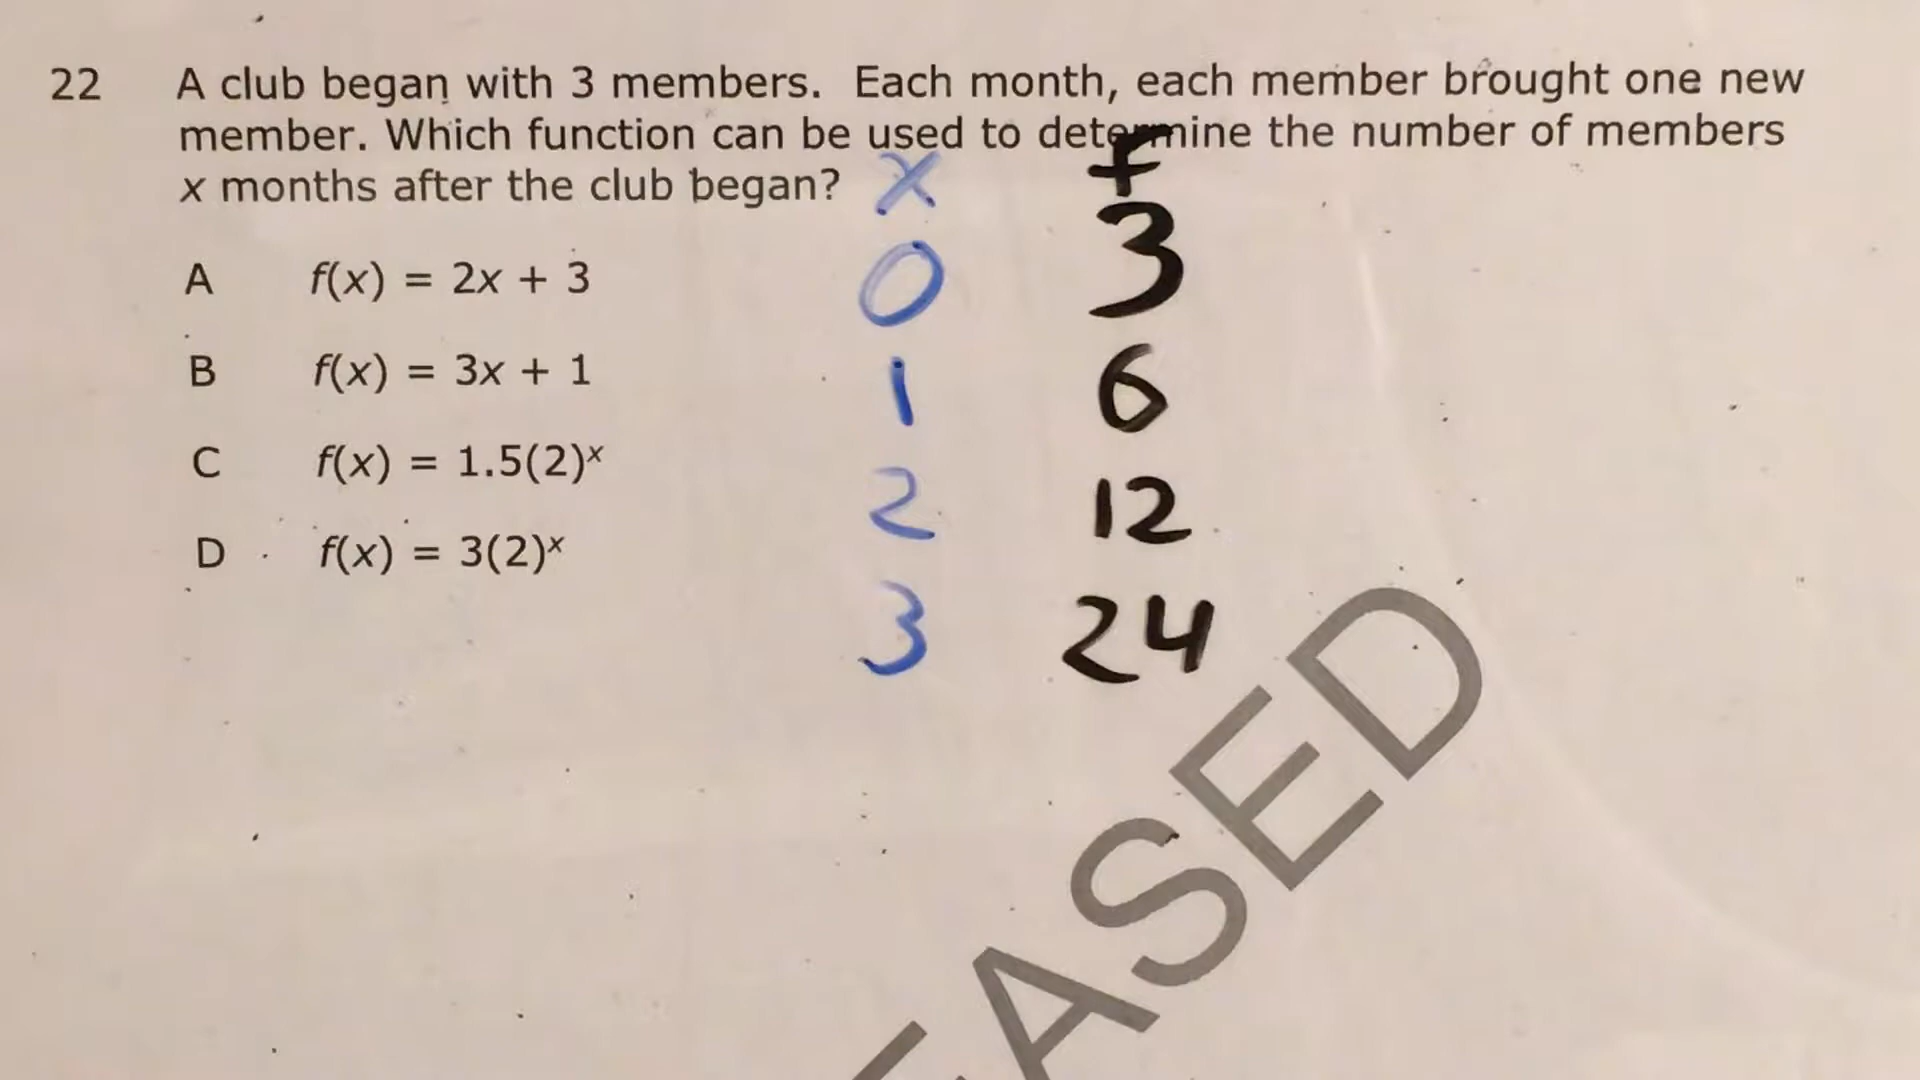 22 A club began with 3 members. Each month, each member brought one new
member. Which function can be used to determine the number of members
x months after the club began?
x f
A f(x) = 2x + 3
0 3
B f(x) = 3x + 1
1 6
C f(x) = 1.5(2)ˣ
2 12
D f(x) = 3(2)ˣ
3 24
EASED